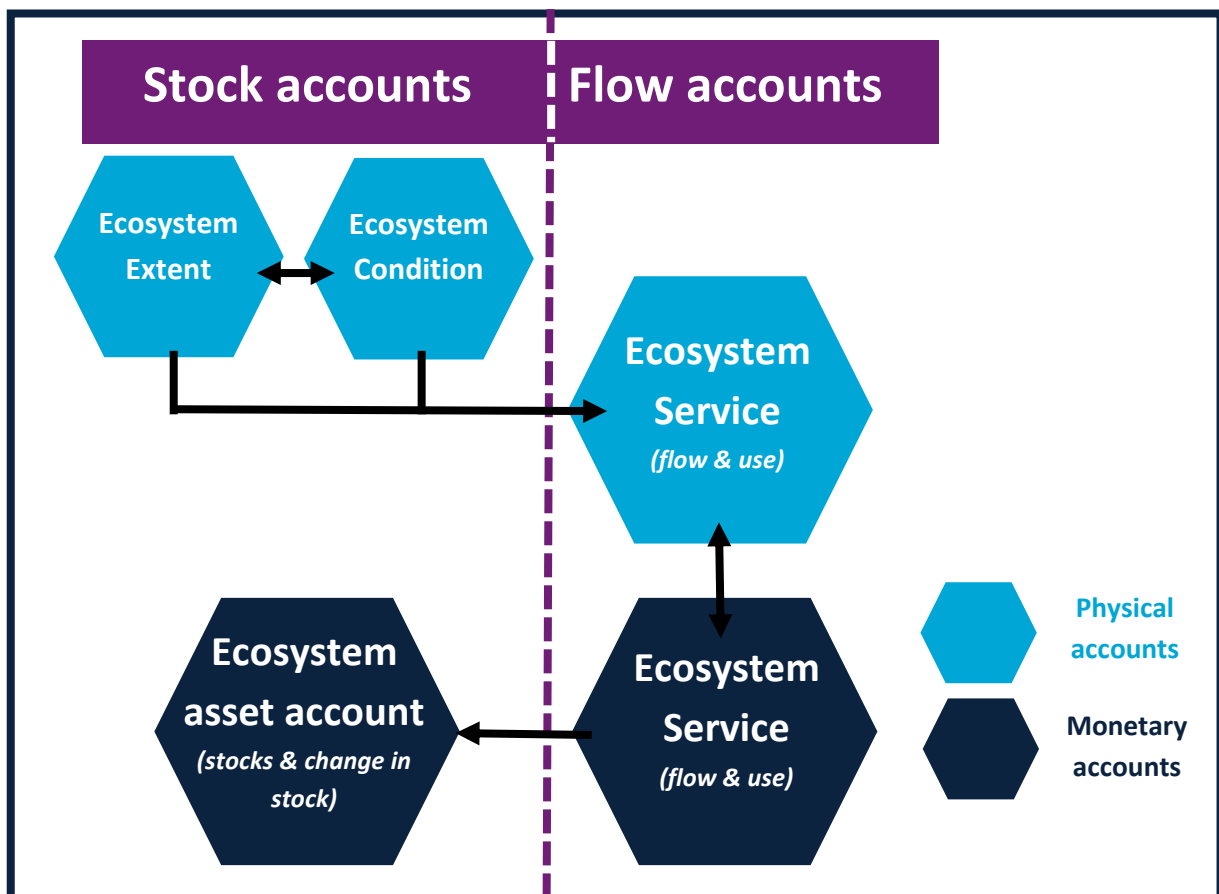 Stock accounts
Flow accounts
Ecosystem
Extent
Ecosystem
Condition
Ecosystem
Service
(flow & use)
Ecosystem
asset account
(stocks & change in
stock)
Ecosystem
Service
(flow & use)
Physical
accounts
Monetary
accounts